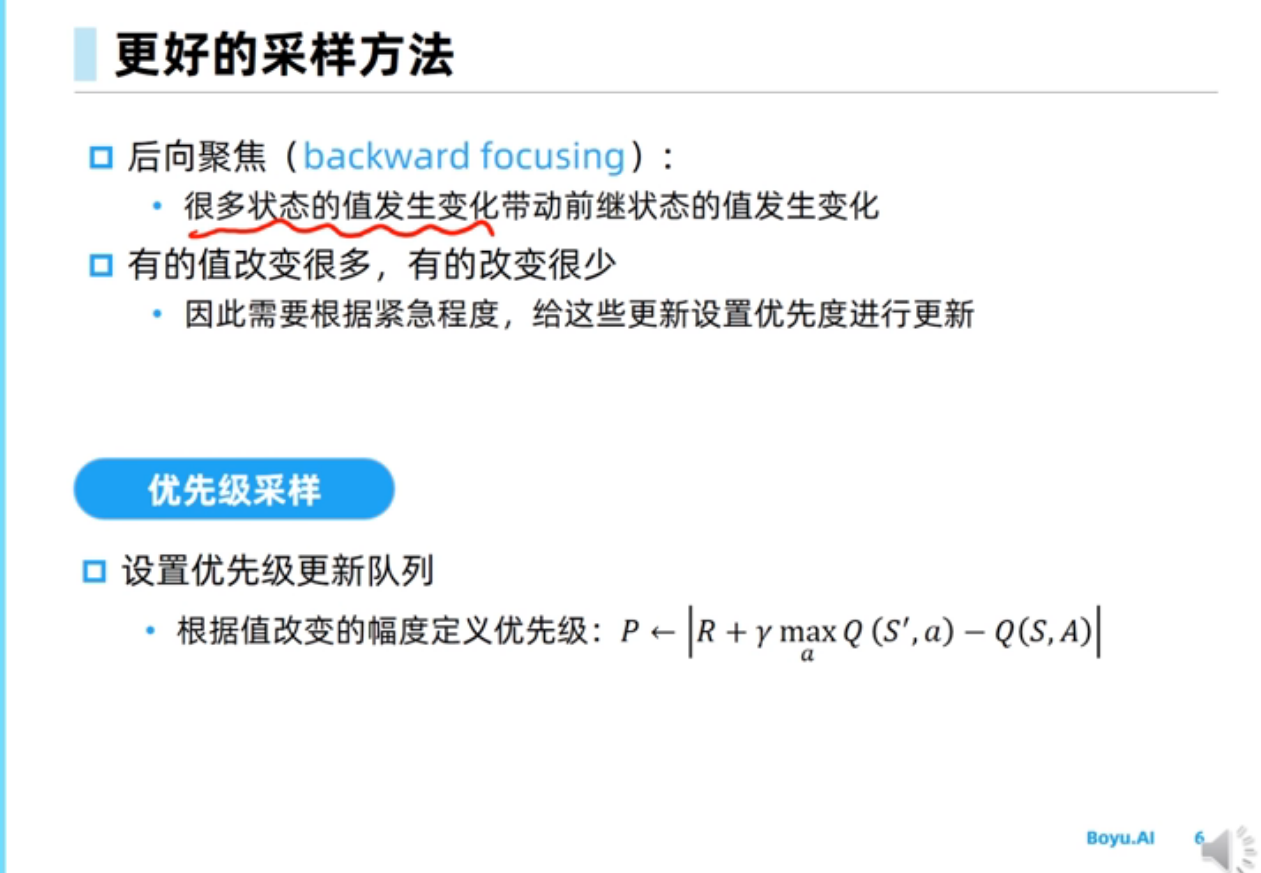 更好的采样方法
后向聚焦（backward focusing）：
• 很多状态的值发生变化带动前继状态的值发生变化
有的值改变很多，有的改变很少
• 因此需要根据紧急程度，给这些更新设置优先度进行更新
优先级采样
设置优先级更新队列
• 根据值改变的幅度定义优先级：P ← |R + γ max_a Q (S′, a) − Q(S, A)|
Boyu.AI 6